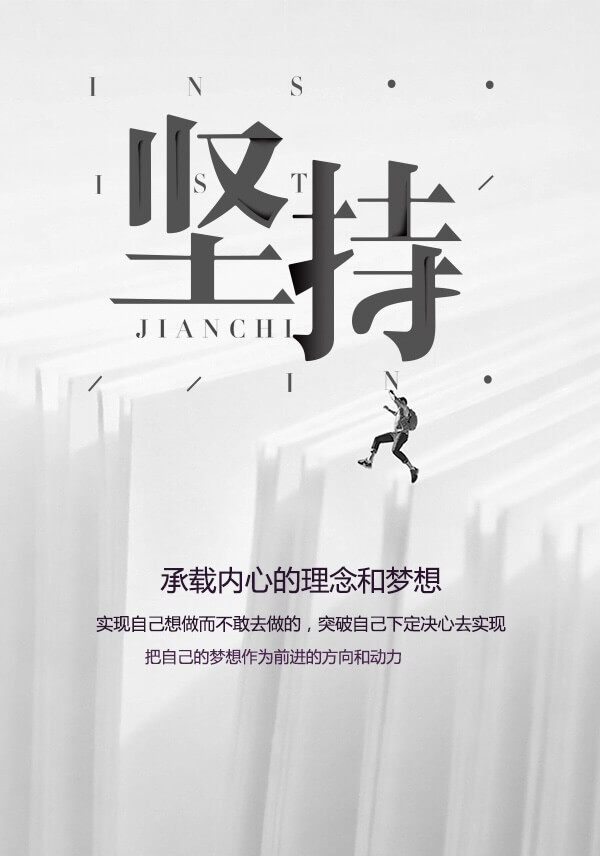 I N S • •
坚持
I S T /
JIANCHI
/ / I N •
承载内心的理念和梦想
实现自己想做而不敢去做的，突破自己下定决心去实现
把自己的梦想作为前进的方向和动力